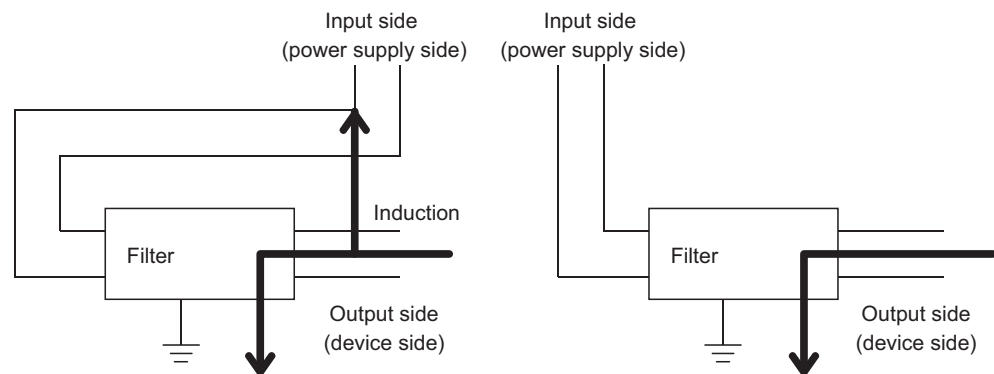 Input side
(power supply side)
Induction
Filter
Output side
(device side)
Input side
(power supply side)
Filter
Output side
(device side)